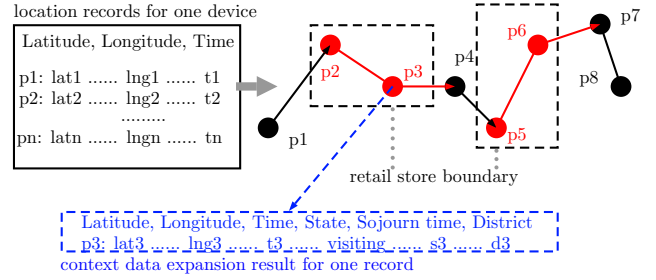 location records for one device
Latitude, Longitude, Time
p1: lat1 ...... lng1 ...... t1
p2: lat2 ...... lng2 ...... t2
.........
pn: latn ...... lngn ...... tn
p1
p2
p3
p4
p5
p6
p7
p8
retail store boundary
Latitude, Longitude, Time, State, Sojourn time, District
p3: lat3 ...... lng3 ...... t3 ...... visiting ...... s3 ...... d3
context data expansion result for one record